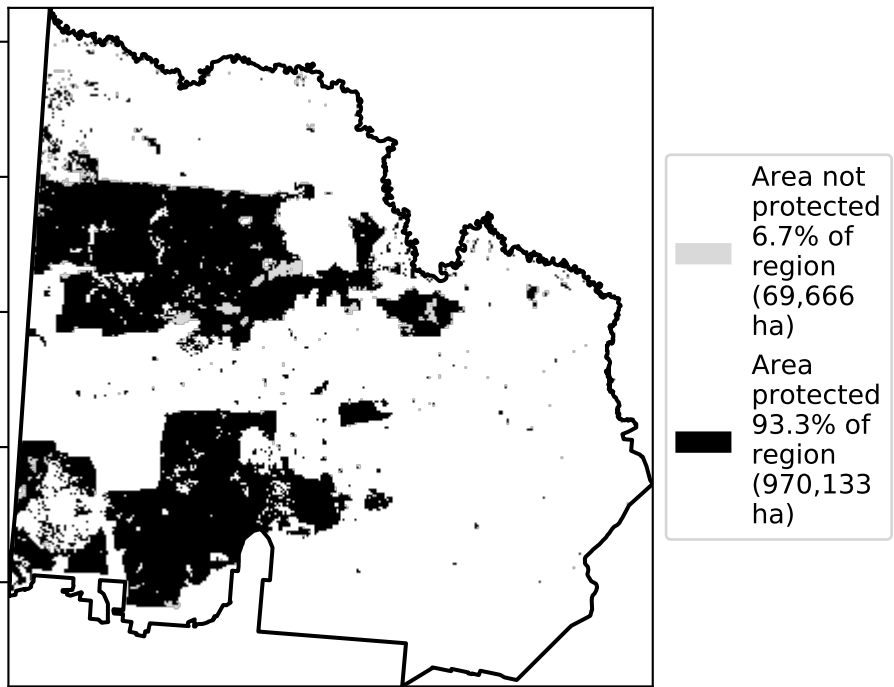 Area not
protected
6.7% of
region
(69,666
ha)
Area
protected
93.3% of
region
(970,133
ha)